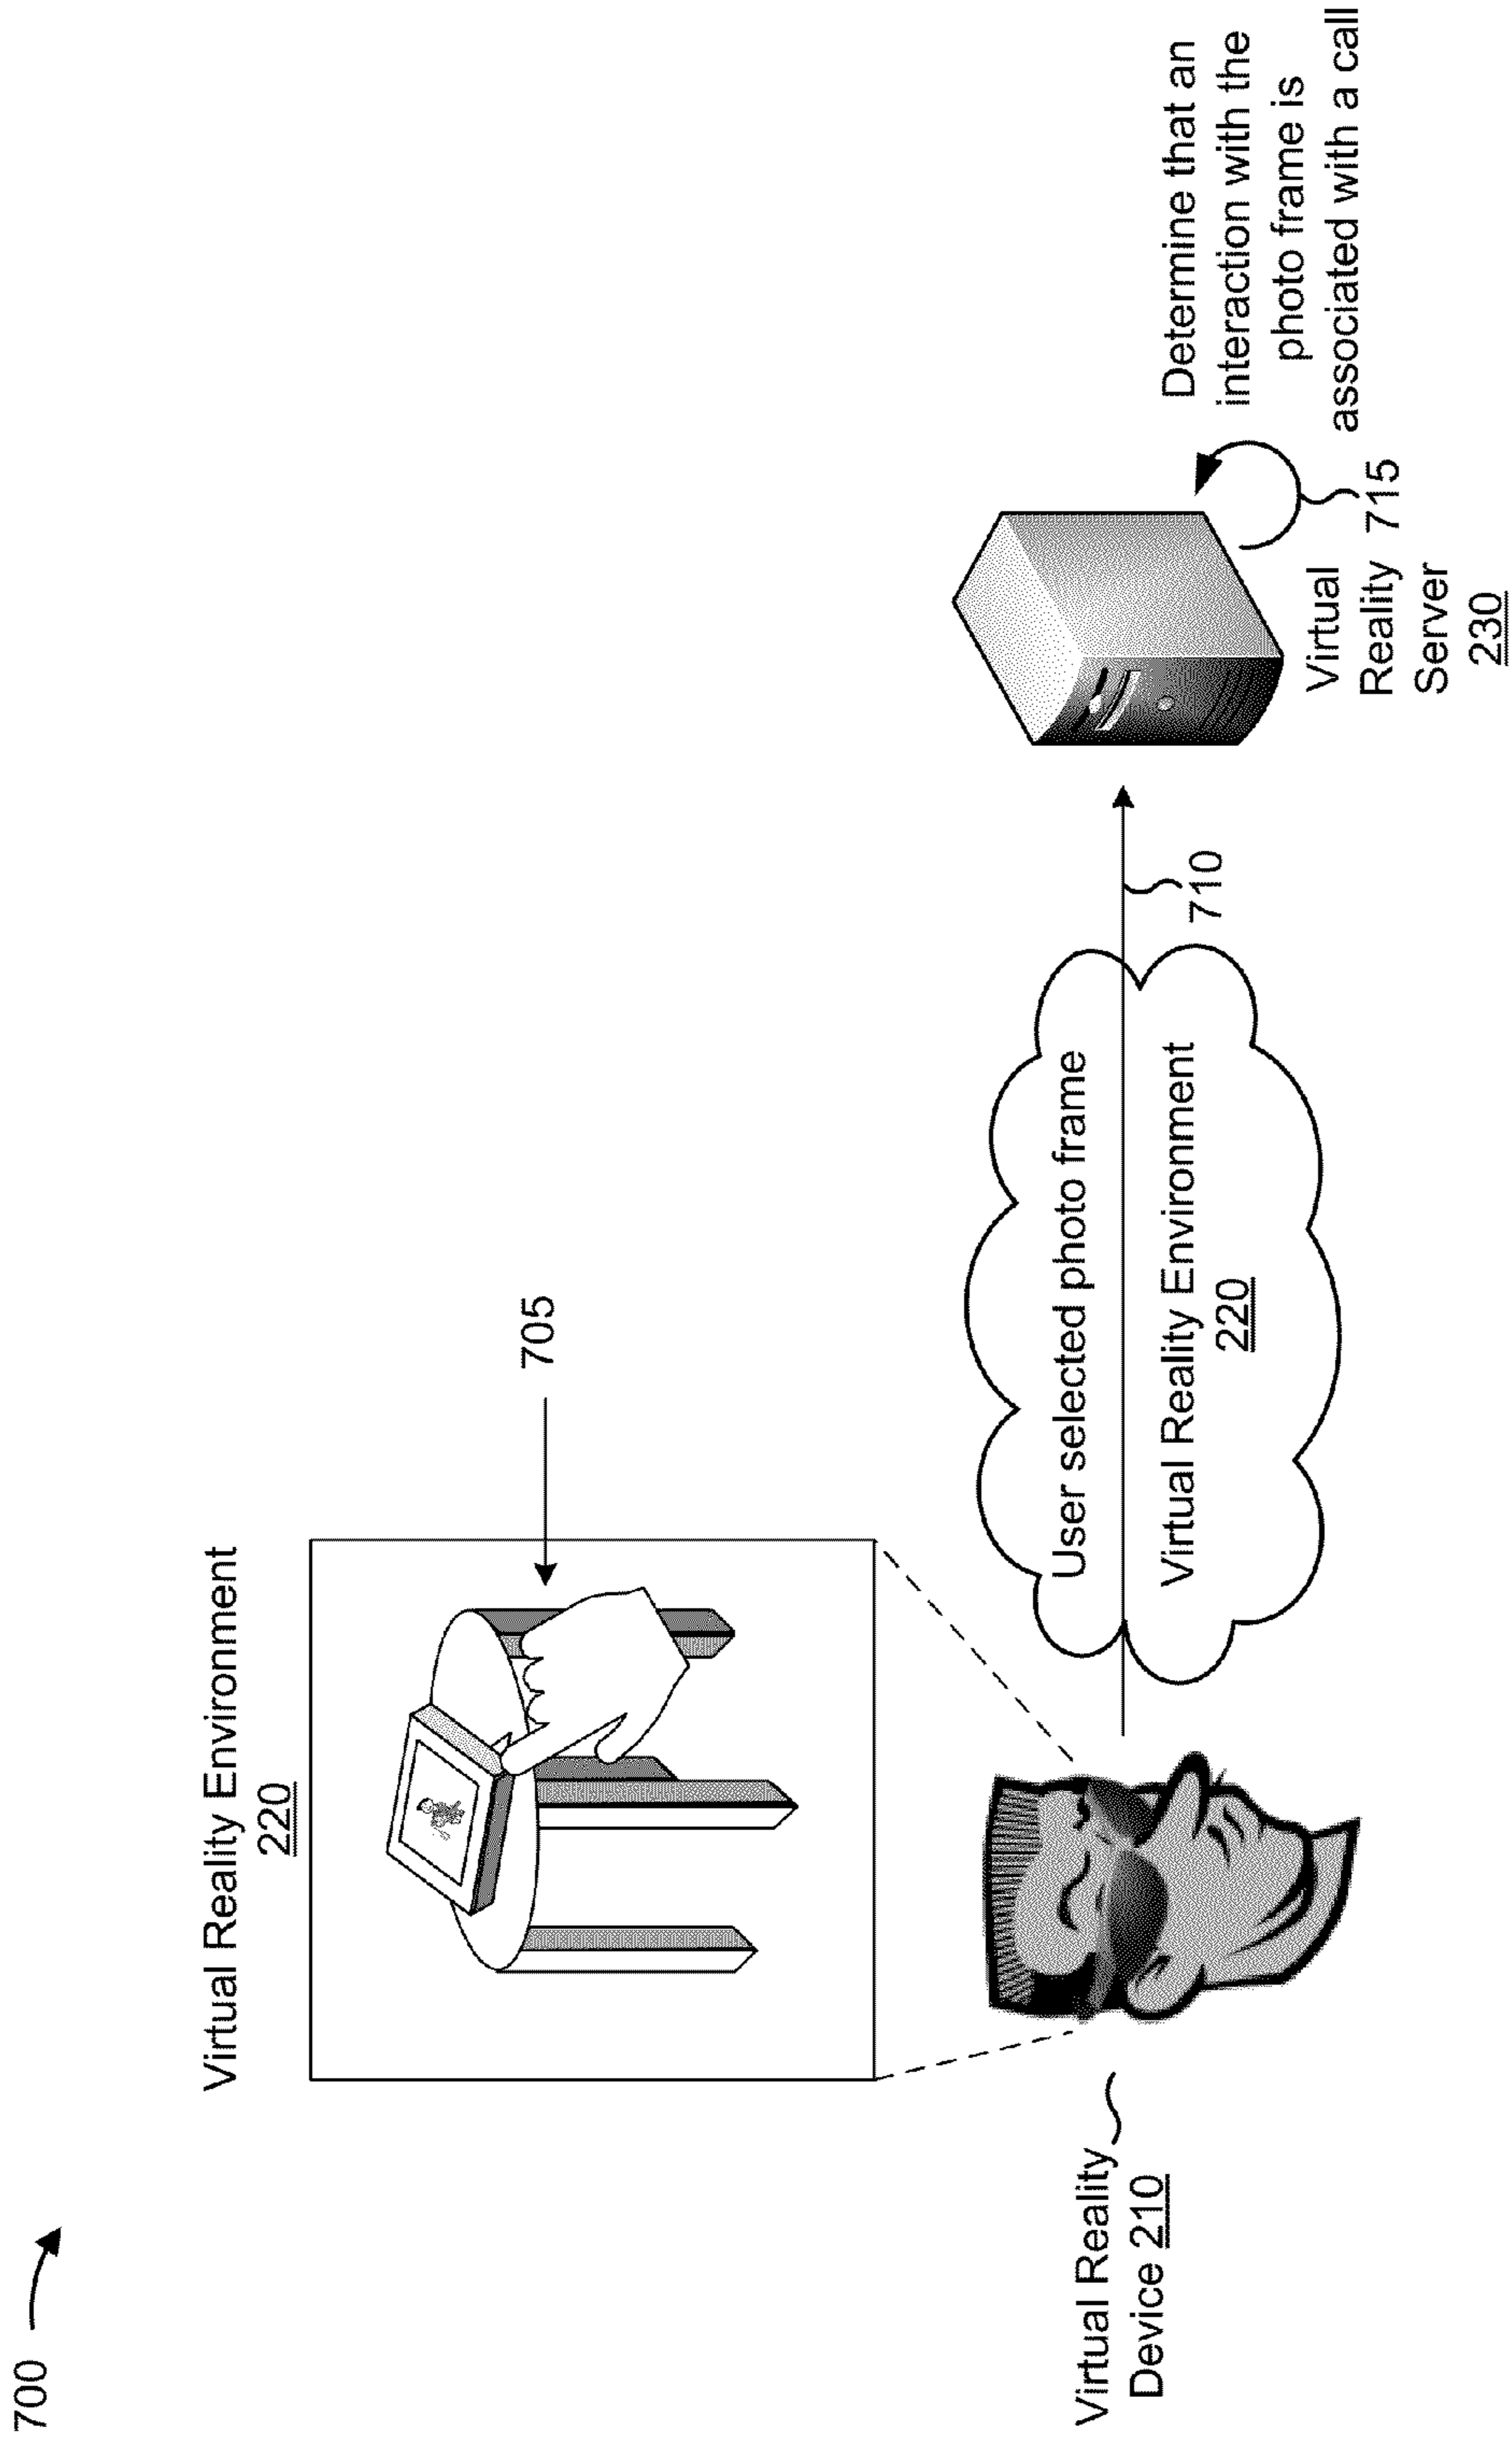 700
Virtual Reality Environment
220
705
Virtual Reality
Device 210
User selected photo frame
Virtual Reality Environment
220
710
Virtual
Reality
Server
230
715
Determine that an
interaction with the
photo frame is
associated with a call